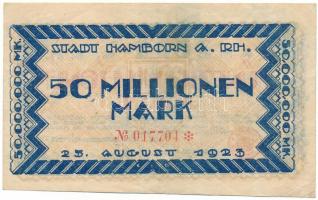 STADT HAMBORN A. RH.
50 MILLIONEN
MARK
№ 017701 *
25. AUGUST 1923
50.000.000 MK.
50.000.000 MK.